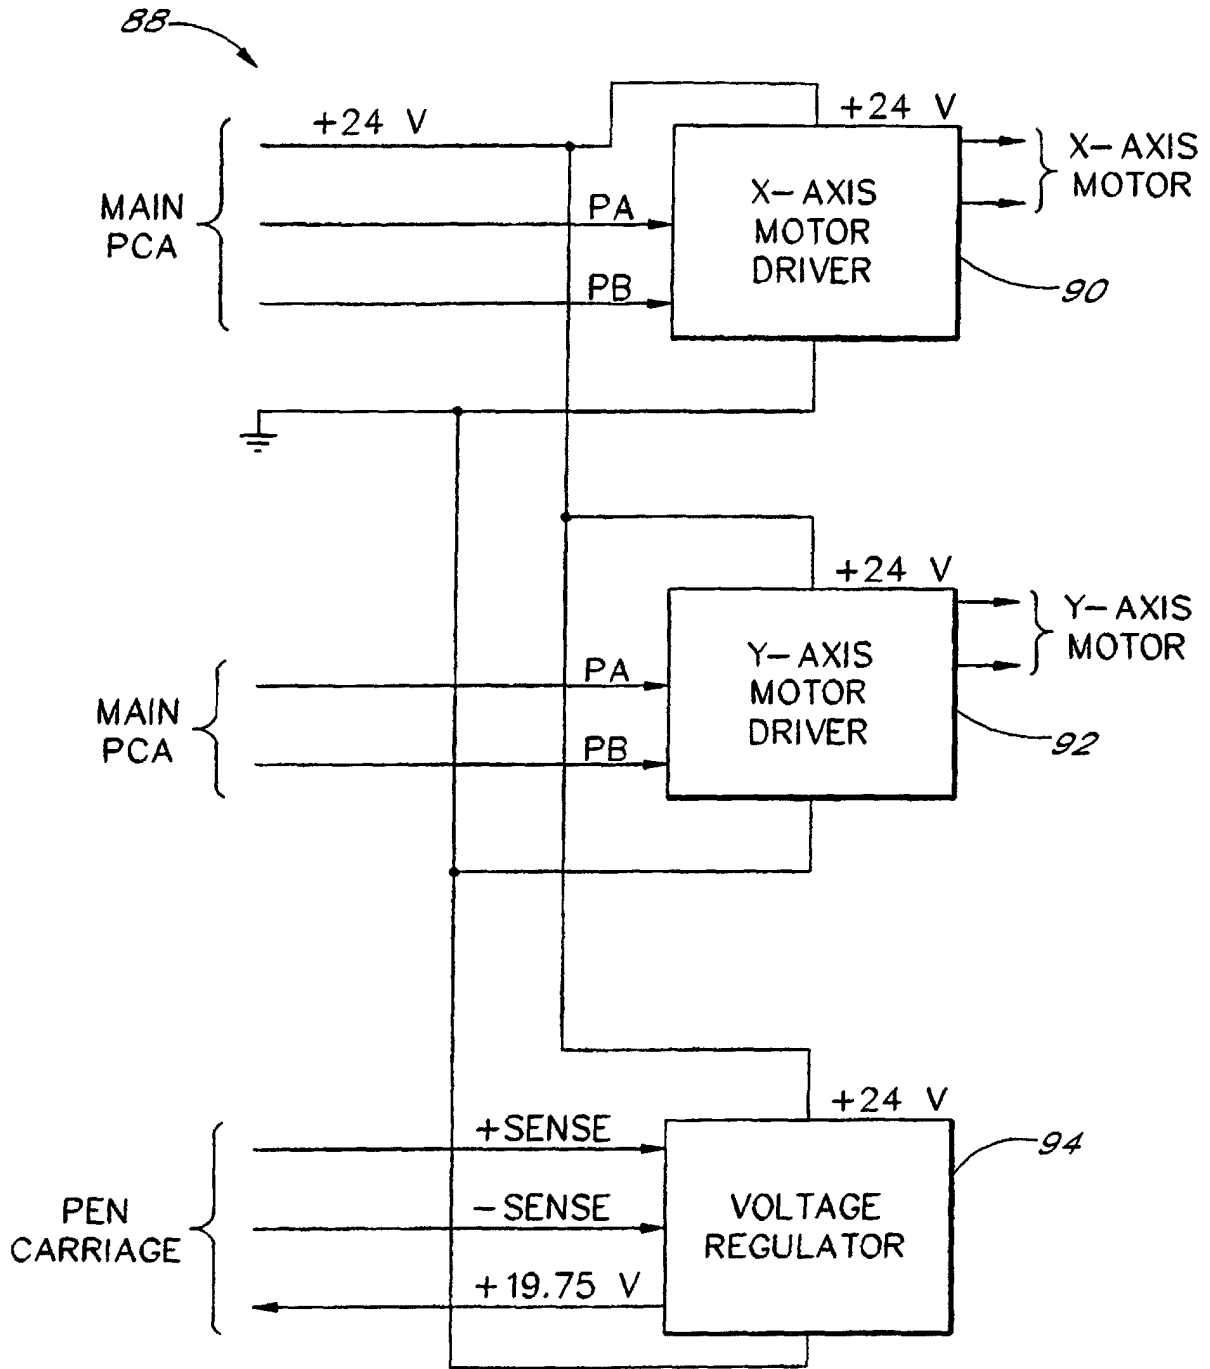 88
+24 V
+24 V
MAIN
PCA
PA
PB
X-AXIS
MOTOR
DRIVER
X-AXIS
MOTOR
90
+24 V
MAIN
PCA
PA
PB
Y-AXIS
MOTOR
DRIVER
Y-AXIS
MOTOR
92
+24 V
PEN
CARRIAGE
+SENSE
-SENSE
+19.75 V
VOLTAGE
REGULATOR
94